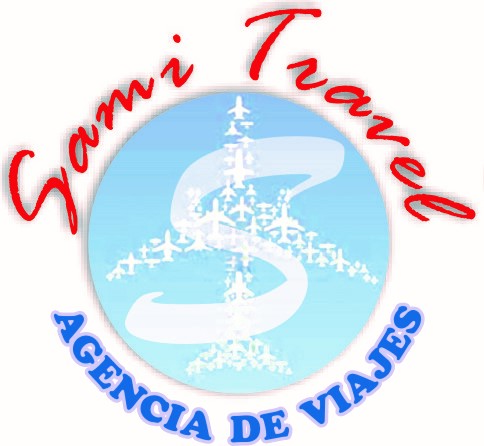 Sami Travel
S
AGENCIA DE VIAJES